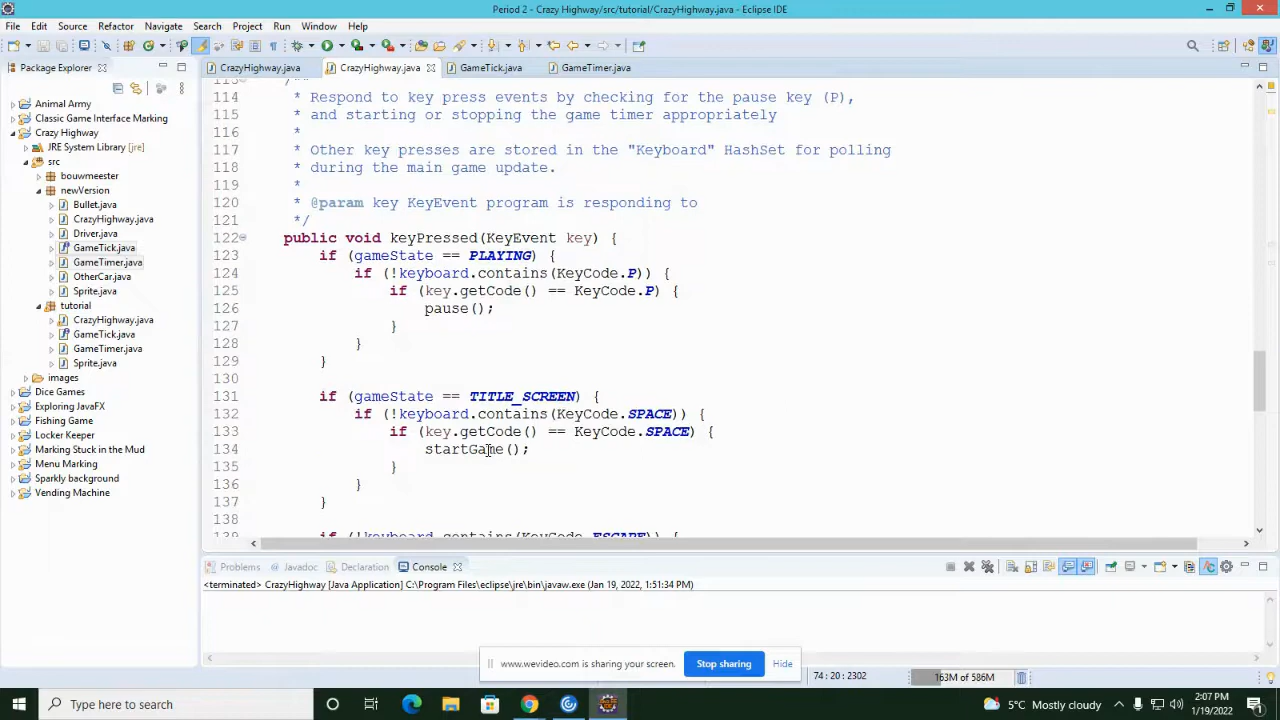 Period 2 - Crazy Highway/src/tutorial/CrazyHighway.java - Eclipse IDE
File Edit Source Refactor Navigate Search Project Run Window Help
Package Explorer
CrazyHighway.java
CrazyHighway.java
GameTick.java
GameTimer.java
Animal Army
Classic Game Interface Marking
Crazy Highway
JRE System Library [jre]
src
bouwmeester
newVersion
Bullet.java
CrazyHighway.java
Driver.java
GameTick.java
GameTimer.java
OtherCar.java
Sprite.java
tutorial
CrazyHighway.java
GameTick.java
GameTimer.java
Sprite.java
images
Dice Games
Exploring JavaFX
Fishing Game
Locker Keeper
Marking Stuck in the Mud
Menu Marking
Sparkly background
Vending Machine
113 /**
114 * Respond to key press events by checking for the pause key (P),
115 * and starting or stopping the game timer appropriately
116 *
117 * Other key presses are stored in the "Keyboard" HashSet for polling
118 * during the main game update.
119 *
120 * @param key KeyEvent program is responding to
121 */
122 public void keyPressed(KeyEvent key) {
123 if (gameState == PLAYING) {
124 if (!keyboard.contains(KeyCode.P)) {
125 if (key.getCode() == KeyCode.P) {
126 pause();
127 }
128 }
129 }
130
131 if (gameState == TITLE_SCREEN) {
132 if (!keyboard.contains(KeyCode.SPACE)) {
133 if (key.getCode() == KeyCode.SPACE) {
134 startGame();
135 }
136 }
137 }
138
139 if (!keyboard.contains(KeyCode.ESCAPE)) {
Problems Javadoc Declaration Console
<terminated> CrazyHighway [Java Application] C:\Program Files\eclipse\jre\bin\javaw.exe (Jan 19, 2022, 1:51:34 PM)
www.wevideo.com is sharing your screen. Stop sharing Hide
74 : 20 : 2302
163M of 586M
Type here to search
5°C Mostly cloudy
2:07 PM
1/19/2022